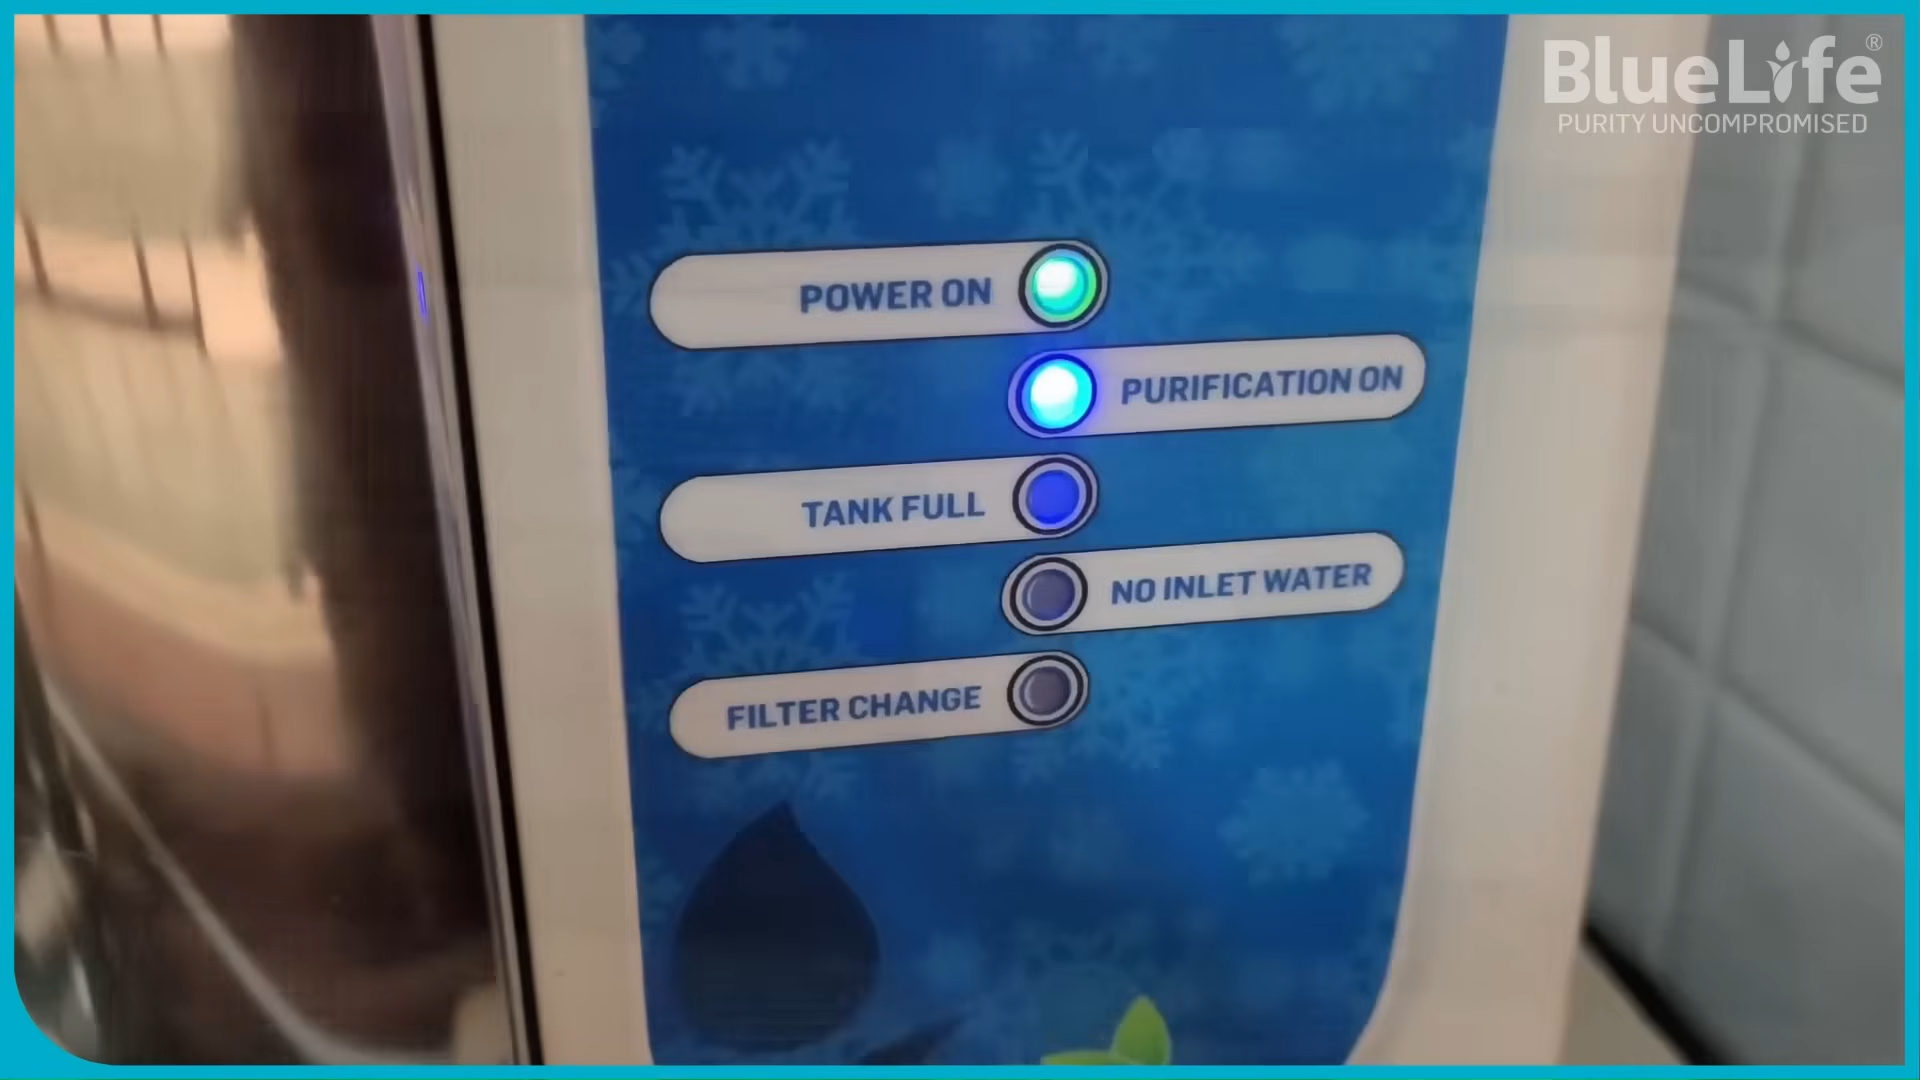 BlueLife®
PURITY UNCOMPROMISED
POWER ON
PURIFICATION ON
TANK FULL
NO INLET WATER
FILTER CHANGE